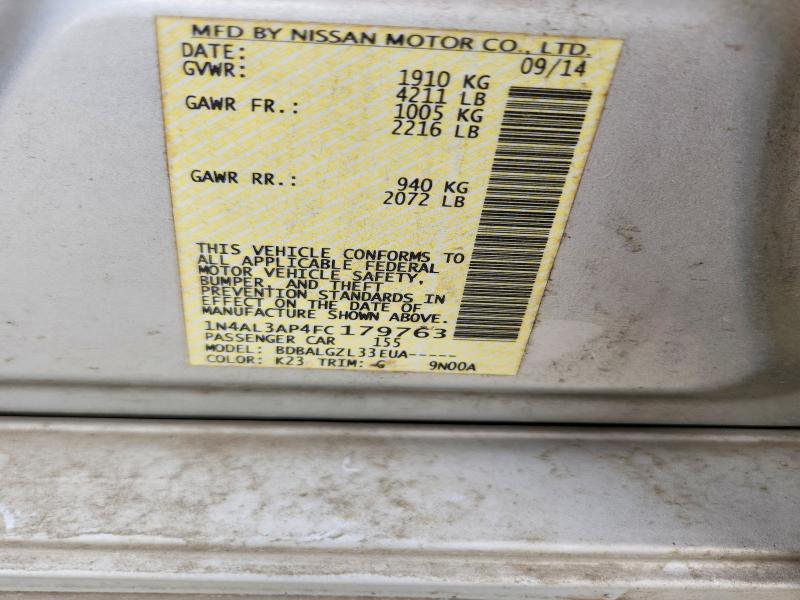 MFD BY NISSAN MOTOR CO., LTD.
DATE: 09/14
GVWR: 1910 KG
4211 LB
GAWR FR.: 1005 KG
2216 LB
GAWR RR.: 940 KG
2072 LB
THIS VEHICLE CONFORMS TO
ALL APPLICABLE FEDERAL
MOTOR VEHICLE SAFETY,
BUMPER, AND THEFT
PREVENTION STANDARDS IN
EFFECT ON THE DATE OF
MANUFACTURE SHOWN ABOVE.
1N4AL3AP4FC179763
PASSENGER CAR 155
MODEL: BDBALGZL33EUA-----
COLOR: K23 TRIM: G 9N00A